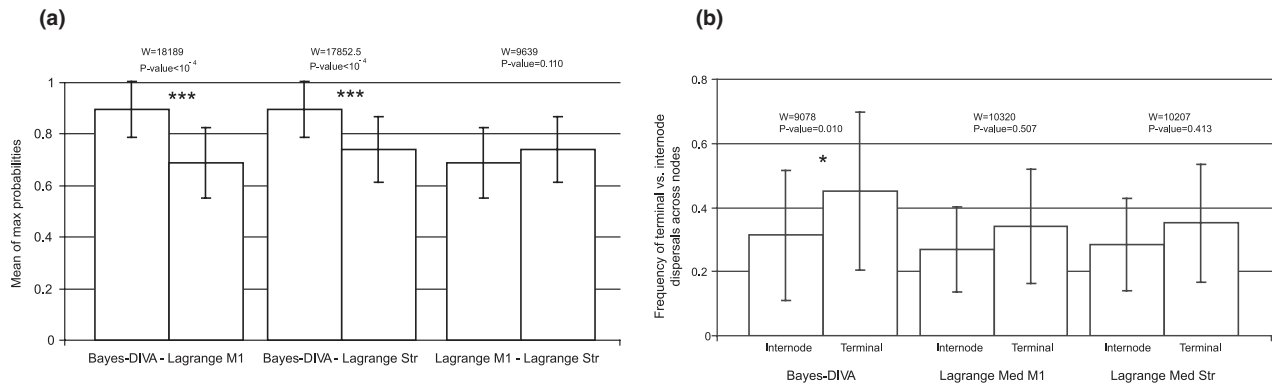 (a)
W=18189
P-value<10-4
W=17852.5
P-value<10-4
W=9639
P-value=0.110
***
***
Mean of max probabilities
1
0.8
0.6
0.4
0.2
0
Bayes-DIVA - Lagrange M1
Bayes-DIVA - Lagrange Str
Lagrange M1 - Lagrange Str
(b)
W=9078
P-value=0.010
W=10320
P-value=0.507
W=10207
P-value=0.413
*
Frequency of terminal vs. internode
dispersals across nodes
0.8
0.6
0.4
0.2
0
Internode Terminal Internode Terminal Internode Terminal
Bayes-DIVA Lagrange Med M1 Lagrange Med Str